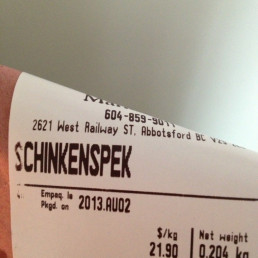 604-859-
2621 West Railway ST, Abbotsford BC
SCHINKENSPEK
Empaq. le
Pkgd. on 2013.AU02
$/kg Net weight
21.90 0.204 kg